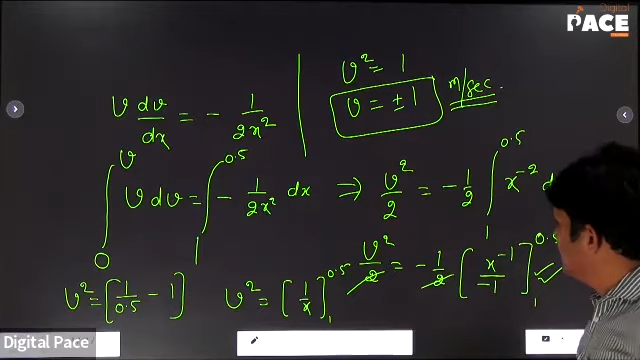 Digital
PACE
v² = 1
v = ± 1 m/sec.
v dv/dx = - 1/2x²
∫₀ᵛ v dv = ∫₁^0.5 - 1/2x² dx ⇒ v²/2 = - 1/2 ∫₁^0.5 x⁻² d
v²/2 = - 1/2 [x⁻¹/-1]₁^0.5
v² = [1/0.5 - 1] v² = [1/x]₁^0.5
Digital Pace